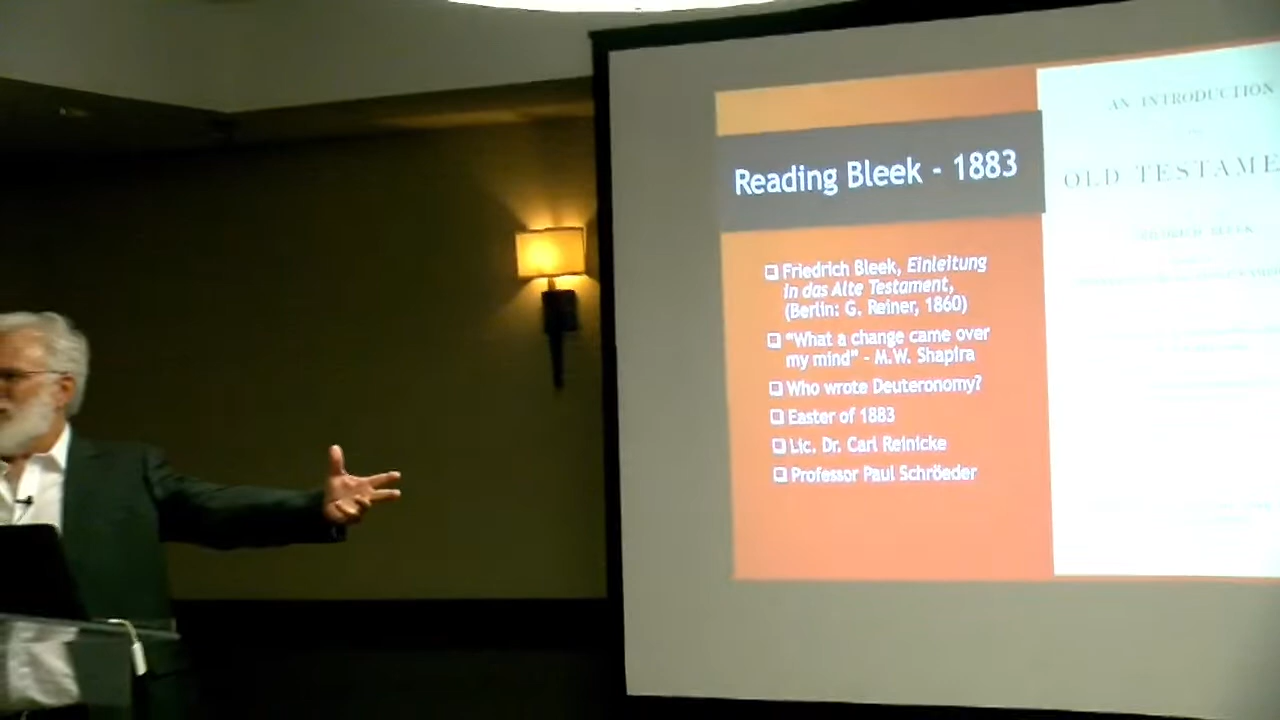 Reading Bleek - 1883
Friedrich Bleek, Einleitung
in das Alte Testament,
(Berlin: G. Reiner, 1860)
"What a change came over
my mind" - M.W. Shapira
Who wrote Deuteronomy?
Easter of 1883
Lic. Dr. Carl Reinicke
Professor Paul Schröeder
AN INTRODUCTION
OLD TESTAME